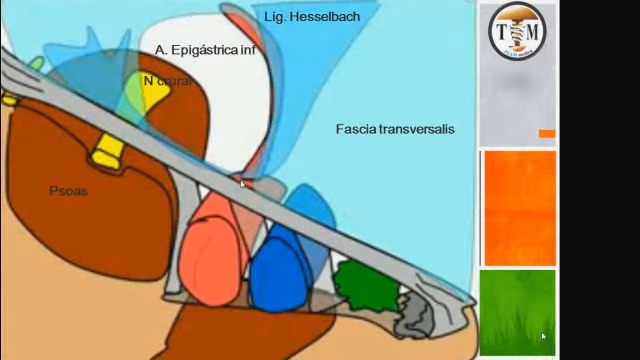 Lig. Hesselbach
A. Epigástrica inf
N crural
Fascia transversalis
Psoas
T M